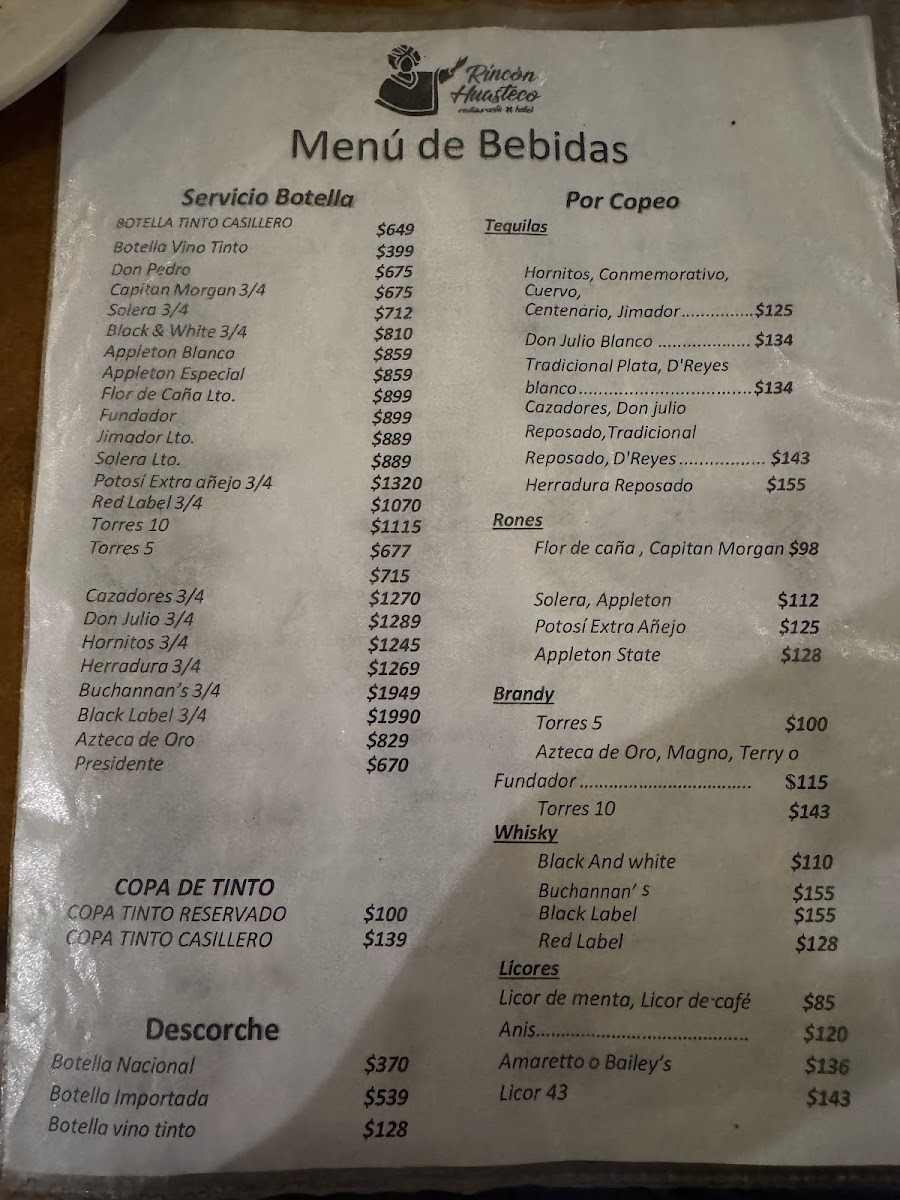 Rincón
Huasteco
restaurante hotel
Menú de Bebidas
Servicio Botella
BOTELLA TINTO CASILLERO $649
Botella Vino Tinto $399
Don Pedro $675
Capitan Morgan 3/4 $675
Solera 3/4 $712
Black & White 3/4 $810
Appleton Blanco $859
Appleton Especial $859
Flor de Caña Lto. $899
Fundador $899
Jimador Lto. $889
Solera Lto. $889
Potosí Extra añejo 3/4 $1320
Red Label 3/4 $1070
Torres 10 $1115
Torres 5 $677
$715
Cazadores 3/4 $1270
Don Julio 3/4 $1289
Hornitos 3/4 $1245
Herradura 3/4 $1269
Buchannan's 3/4 $1949
Black Label 3/4 $1990
Azteca de Oro $829
Presidente $670
COPA DE TINTO
COPA TINTO RESERVADO $100
COPA TINTO CASILLERO $139
Descorche
Botella Nacional $370
Botella Importada $539
Botella vino tinto $128
Por Copeo
Tequilas
Hornitos, Conmemorativo,
Cuervo,
Centenario, Jimador...............$125
Don Julio Blanco ................... $134
Tradicional Plata, D'Reyes
blanco...................................$134
Cazadores, Don julio
Reposado,Tradicional
Reposado, D'Reyes.................. $143
Herradura Reposado $155
Rones
Flor de caña , Capitan Morgan $98
Solera, Appleton $112
Potosí Extra Añejo $125
Appleton State $128
Brandy
Torres 5 $100
Azteca de Oro, Magno, Terry o
Fundador................................... $115
Torres 10 $143
Whisky
Black And white $110
Buchannan' s $155
Black Label $155
Red Label $128
Licores
Licor de menta, Licor de café $85
Anis........................................... $120
Amaretto o Bailey's $136
Licor 43 $143